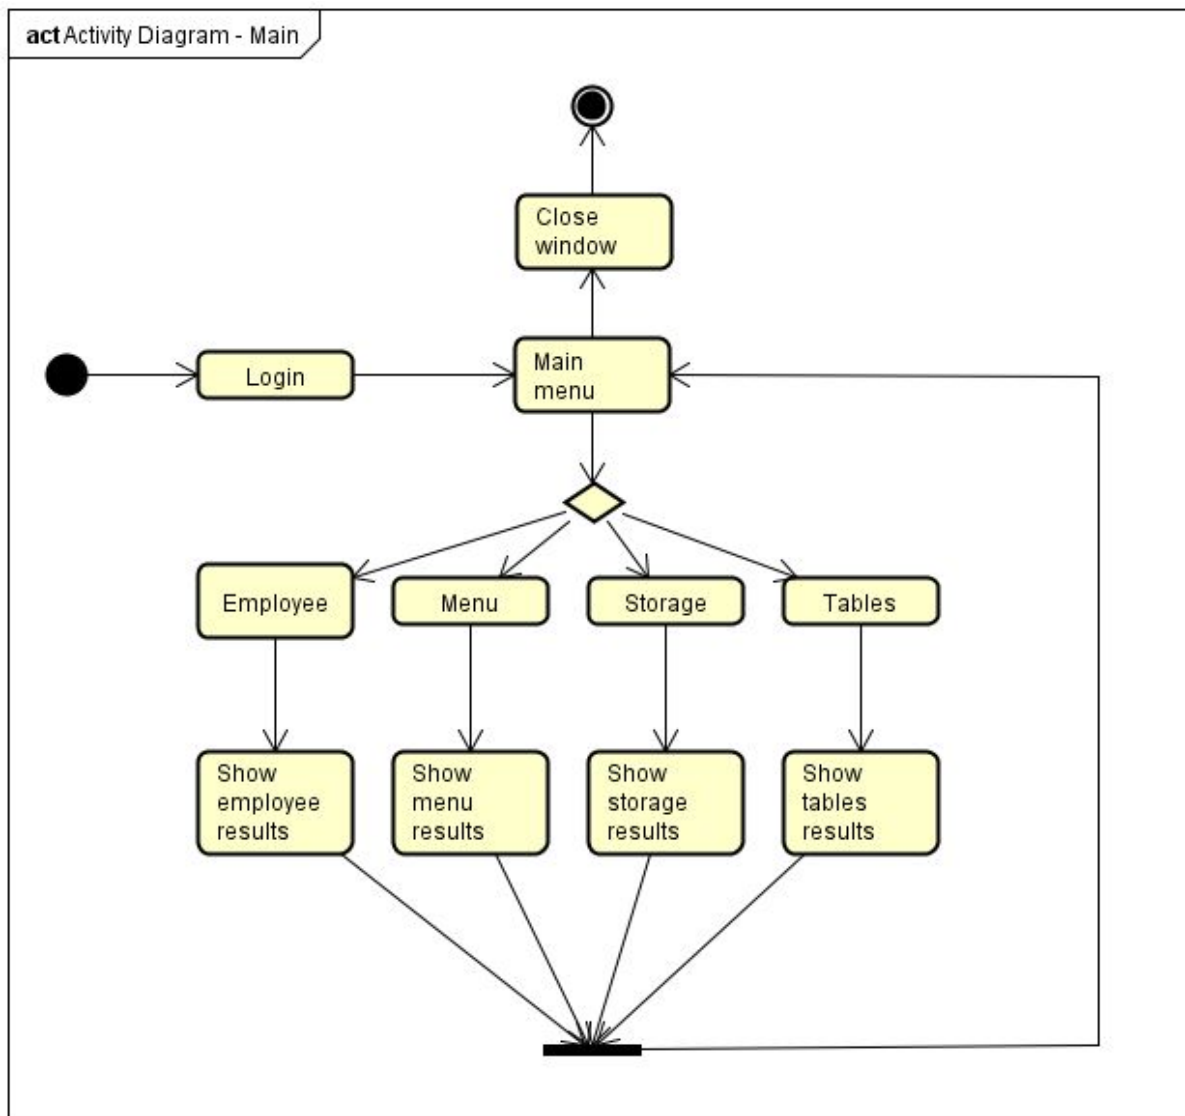 act Activity Diagram - Main
Close
window
Login
Main
menu
Employee
Menu
Storage
Tables
Show
employee
results
Show
menu
results
Show
storage
results
Show
tables
results